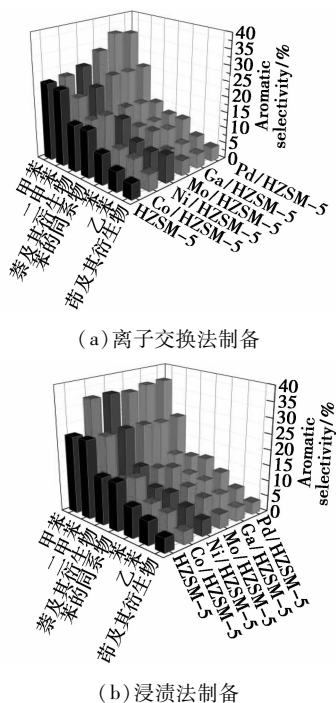 40
35
30
25
20
15
10
5
0
Aromatic
selectivity/%
甲苯
二甲苯
萘及其衍生物
苯的同系物
苯
乙苯
茚及其衍生物
HZSM-5
Co/HZSM-5
Ni/HZSM-5
Mo/HZSM-5
Ga/HZSM-5
Pd/HZSM-5
(a)离子交换法制备
40
35
30
25
20
15
10
5
0
Aromatic
selectivity/%
甲苯
二甲苯
萘及其衍生物
苯的同系物
苯
乙苯
茚及其衍生物
HZSM-5
Co/HZSM-5
Ni/HZSM-5
Mo/HZSM-5
Ga/HZSM-5
Pd/HZSM-5
(b)浸渍法制备